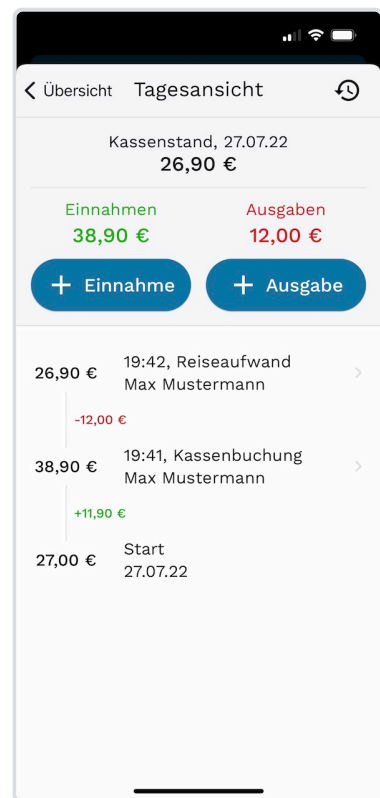 Übersicht Tagesansicht
Kassenstand, 27.07.22
26,90 €
Einnahmen Ausgaben
38,90 € 12,00 €
+ Einnahme + Ausgabe
26,90 € 19:42, Reiseaufwand
Max Mustermann
-12,00 €
38,90 € 19:41, Kassenbuchung
Max Mustermann
+11,90 €
27,00 € Start
27.07.22